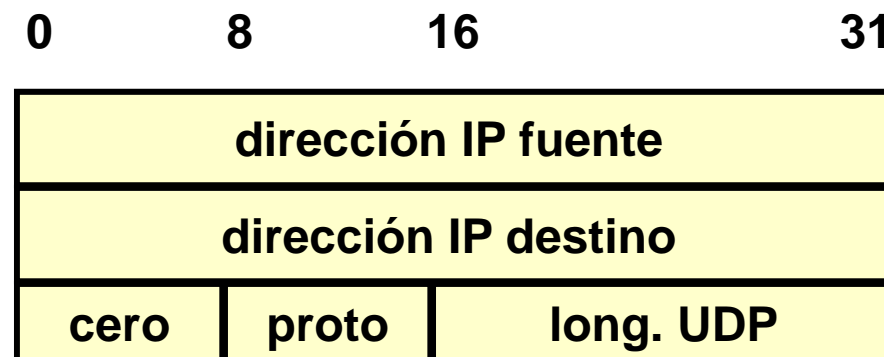 0 8 16 31
dirección IP fuente
dirección IP destino
cero proto long. UDP